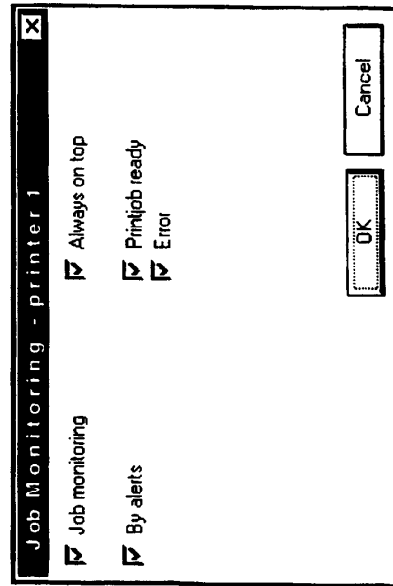 Job Monitoring - printer 1
Job monitoring
Always on top
By alerts
Printjob ready
Error
OK
Cancel